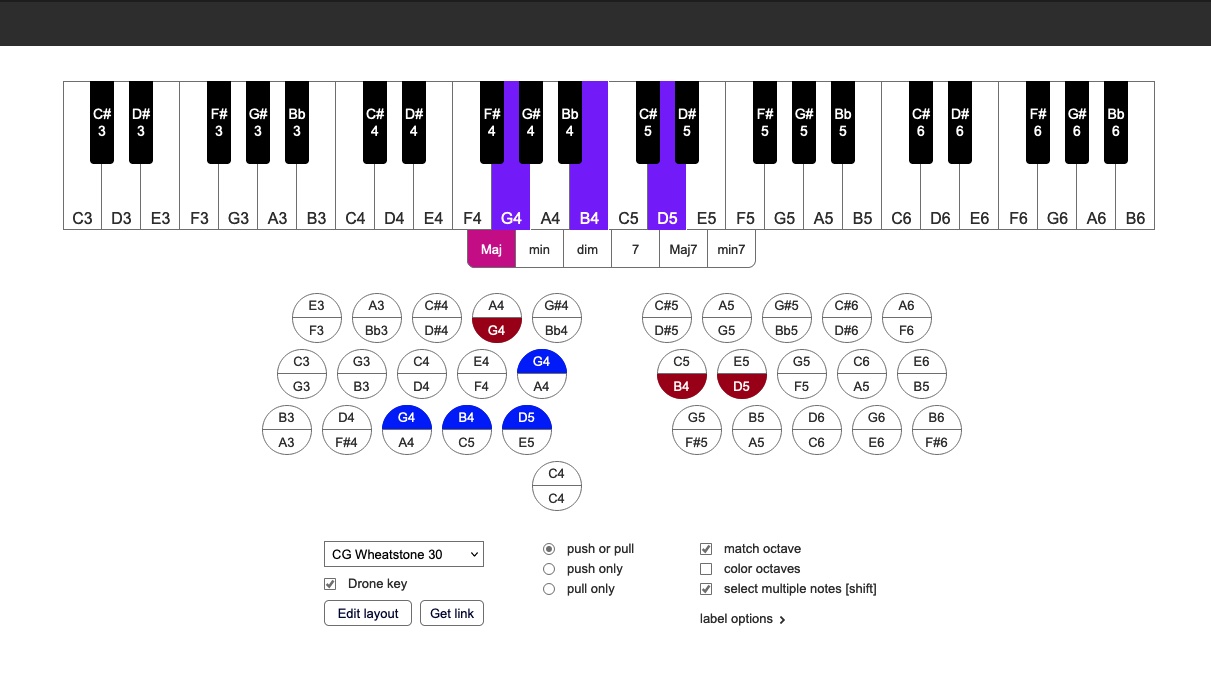 C# D# F# G# Bb C# D# F# G# Bb C# D# F# G# Bb C# D# F# G# Bb
3 3 3 3 3 4 4 4 4 4 5 5 5 5 5 6 6 6 6 6
C3 D3 E3 F3 G3 A3 B3 C4 D4 E4 F4 G4 A4 B4 C5 D5 E5 F5 G5 A5 B5 C6 D6 E6 F6 G6 A6 B6
Maj min dim 7 Maj7 min7
E3 A3 C#4 A4 G#4 C#5 A5 G#5 C#6 A6
F3 Bb3 D#4 G4 Bb4 D#5 G5 Bb5 D#6 F6
C3 G3 C4 E4 G4 C5 E5 G5 C6 E6
G3 B3 D4 F4 A4 B4 D5 F5 A5 B5
B3 D4 G4 B4 D5 G5 B5 D6 G6 B6
A3 F#4 A4 C5 E5 F#5 A5 C6 E6 F#6
C4
C4
CG Wheatstone 30
Drone key
Edit layout Get link
push or pull
push only
pull only
match octave
color octaves
select multiple notes [shift]
label options >